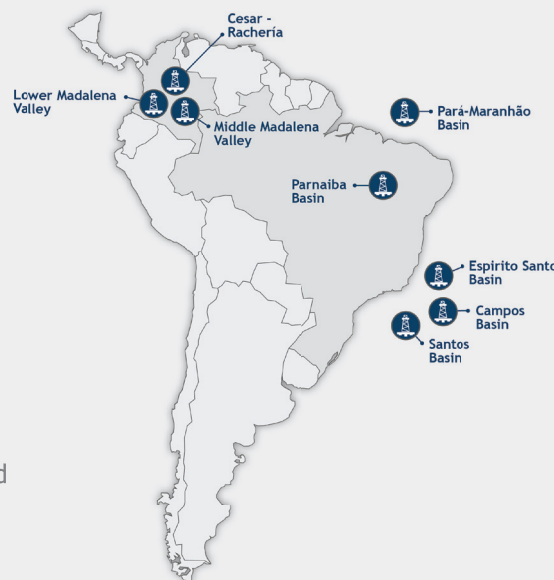 Cesar -
Rachería
Lower Madalena
Valley
Middle Madalena
Valley
Pará-Maranhão
Basin
Parnaiba
Basin
Espirito Santo
Basin
Campos
Basin
Santos
Basin
d